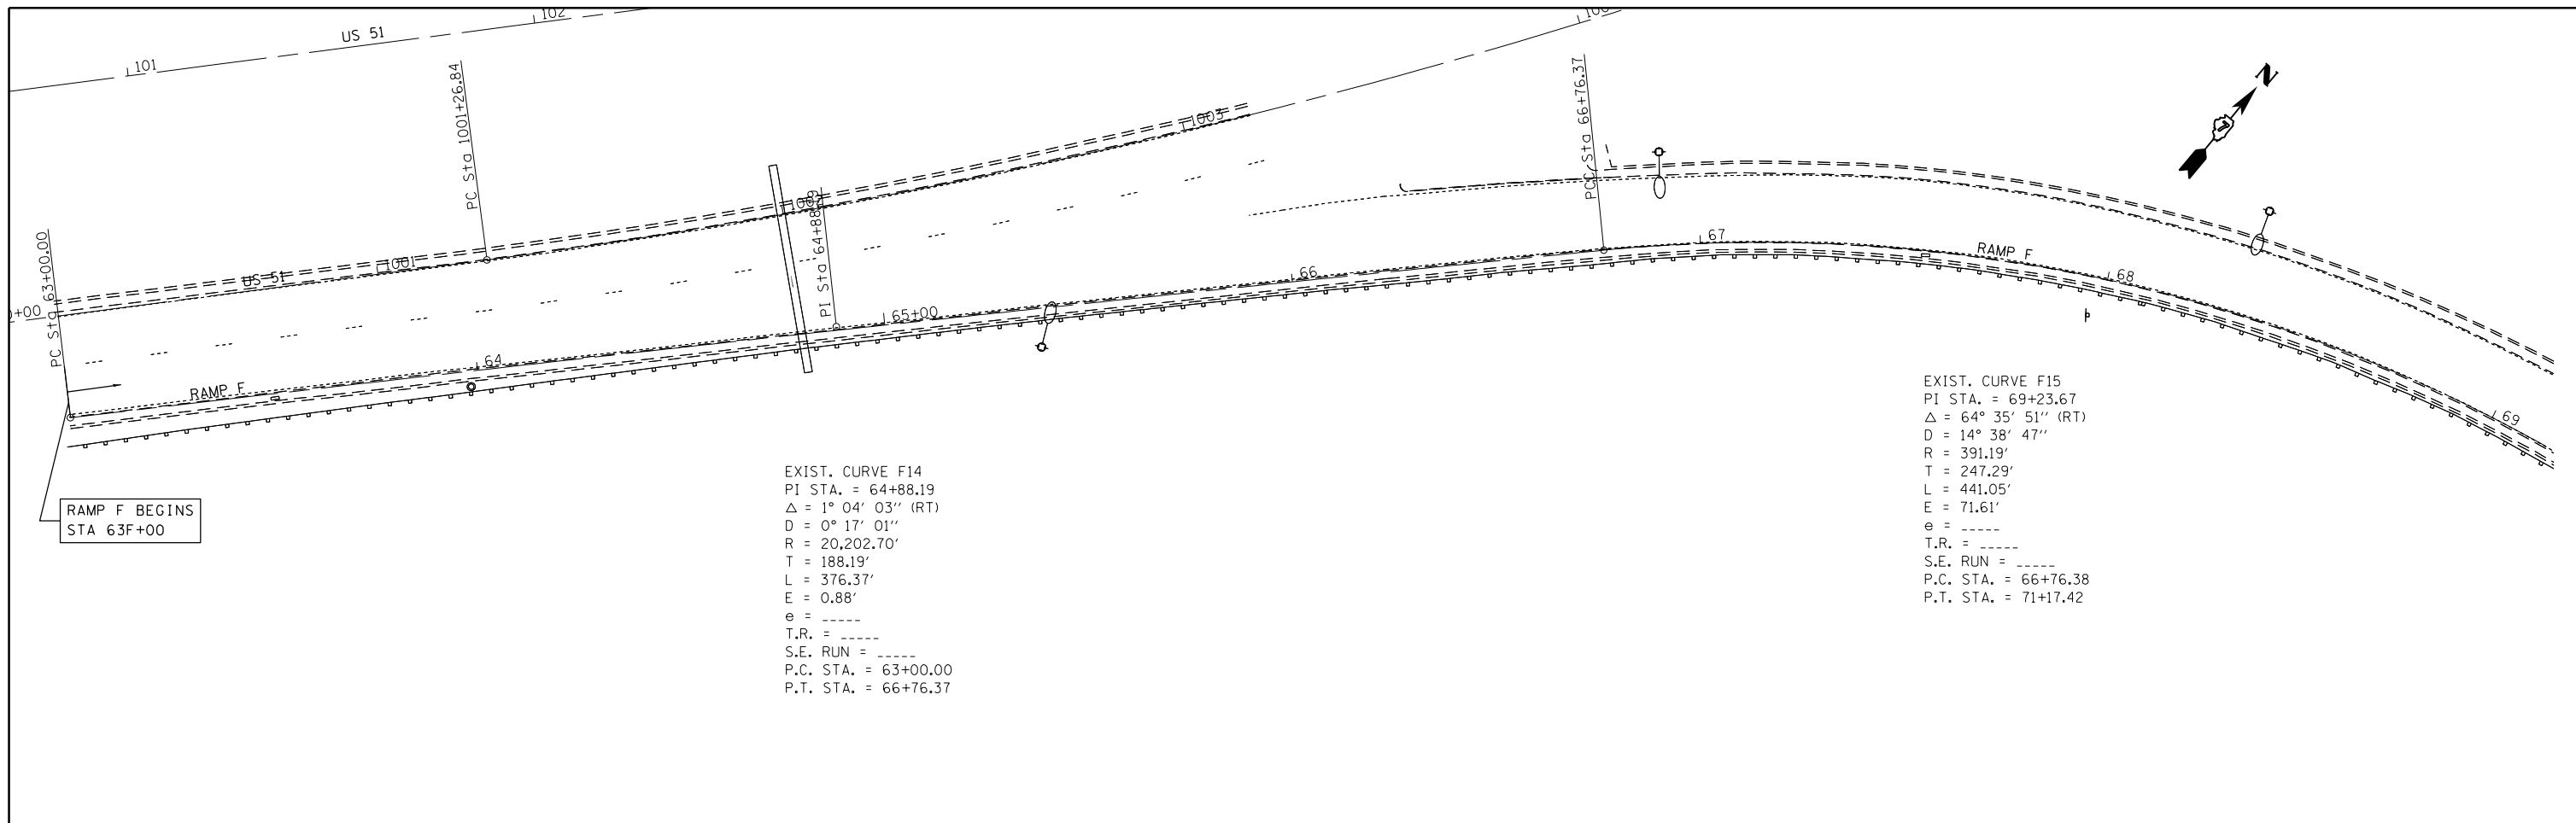 102
US 51
101
PC Sta 1001+26.84
PCC Sta 66+76.37
N
1003
PI Sta 64+88.19
PC Sta 63+00.00
US 51
1001
+00
67
RAMP F
68
66
65+00
64
RAMP F
69
RAMP F BEGINS
STA 63F+00
EXIST. CURVE F14
PI STA. = 64+88.19
△ = 1° 04' 03'' (RT)
D = 0° 17' 01''
R = 20,202.70'
T = 188.19'
L = 376.37'
E = 0.88'
e = _____
T.R. = _____
S.E. RUN = _____
P.C. STA. = 63+00.00
P.T. STA. = 66+76.37
EXIST. CURVE F15
PI STA. = 69+23.67
△ = 64° 35' 51'' (RT)
D = 14° 38' 47''
R = 391.19'
T = 247.29'
L = 441.05'
E = 71.61'
e = _____
T.R. = _____
S.E. RUN = _____
P.C. STA. = 66+76.38
P.T. STA. = 71+17.42